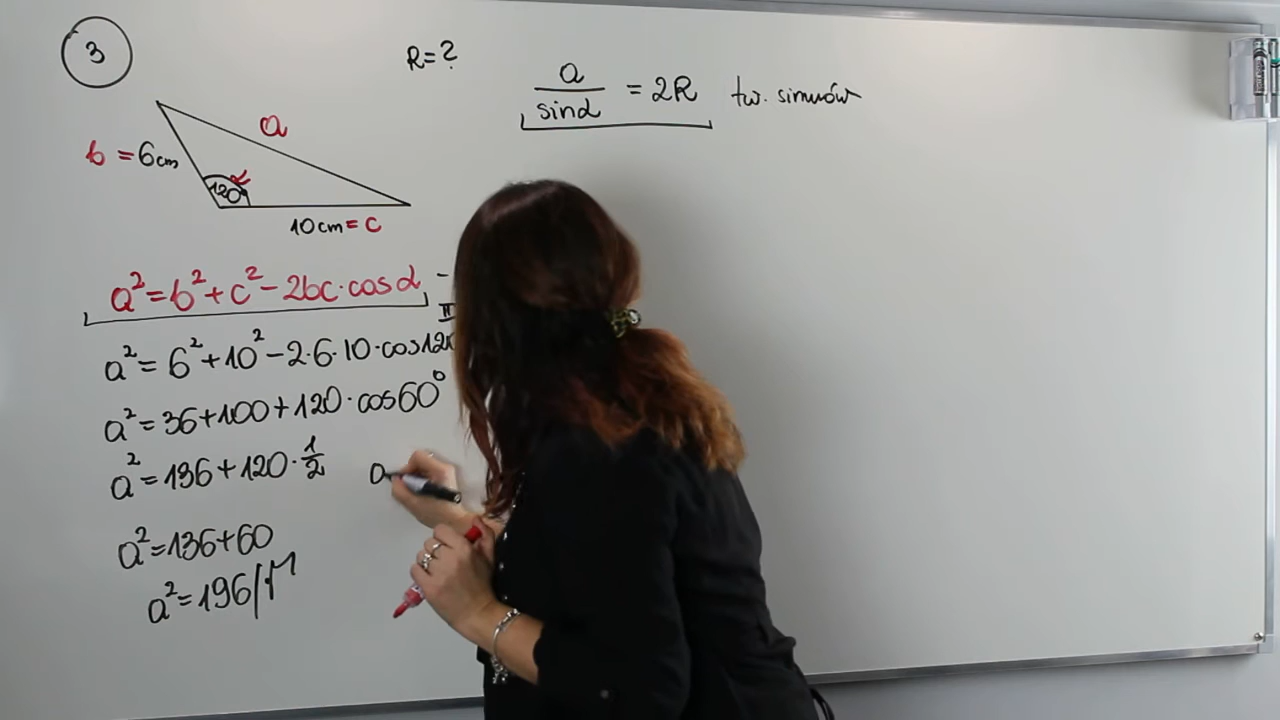 3
R=?
a/sinα = 2R tw. sinusów
a
b = 6cm
120°
α
10cm = c
a²=b²+c²-2bc·cosα
a²=6²+10²-2·6·10·cos120
a²=36+100+120·cos60°
a²=136+120·1/2
a
a²=136+60
a²=196/√